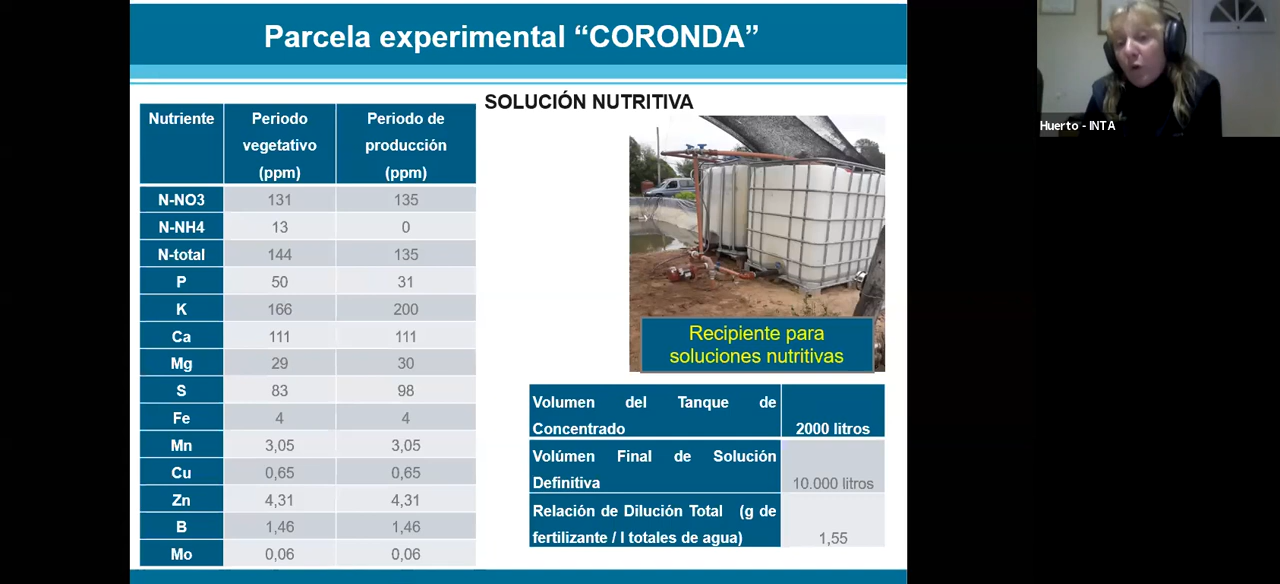 Parcela experimental “CORONDA”
SOLUCIÓN NUTRITIVA
Nutriente Periodo vegetativo (ppm) Periodo de producción (ppm)
N-NO3 131 135
N-NH4 13 0
N-total 144 135
P 50 31
K 166 200
Ca 111 111
Mg 29 30
S 83 98
Fe 4 4
Mn 3,05 3,05
Cu 0,65 0,65
Zn 4,31 4,31
B 1,46 1,46
Mo 0,06 0,06
Recipiente para
soluciones nutritivas
Volumen del Tanque de
Concentrado 2000 litros
Volúmen Final de Solución
Definitiva 10.000 litros
Relación de Dilución Total (g de
fertilizante / l totales de agua) 1,55
Huerto - INTA